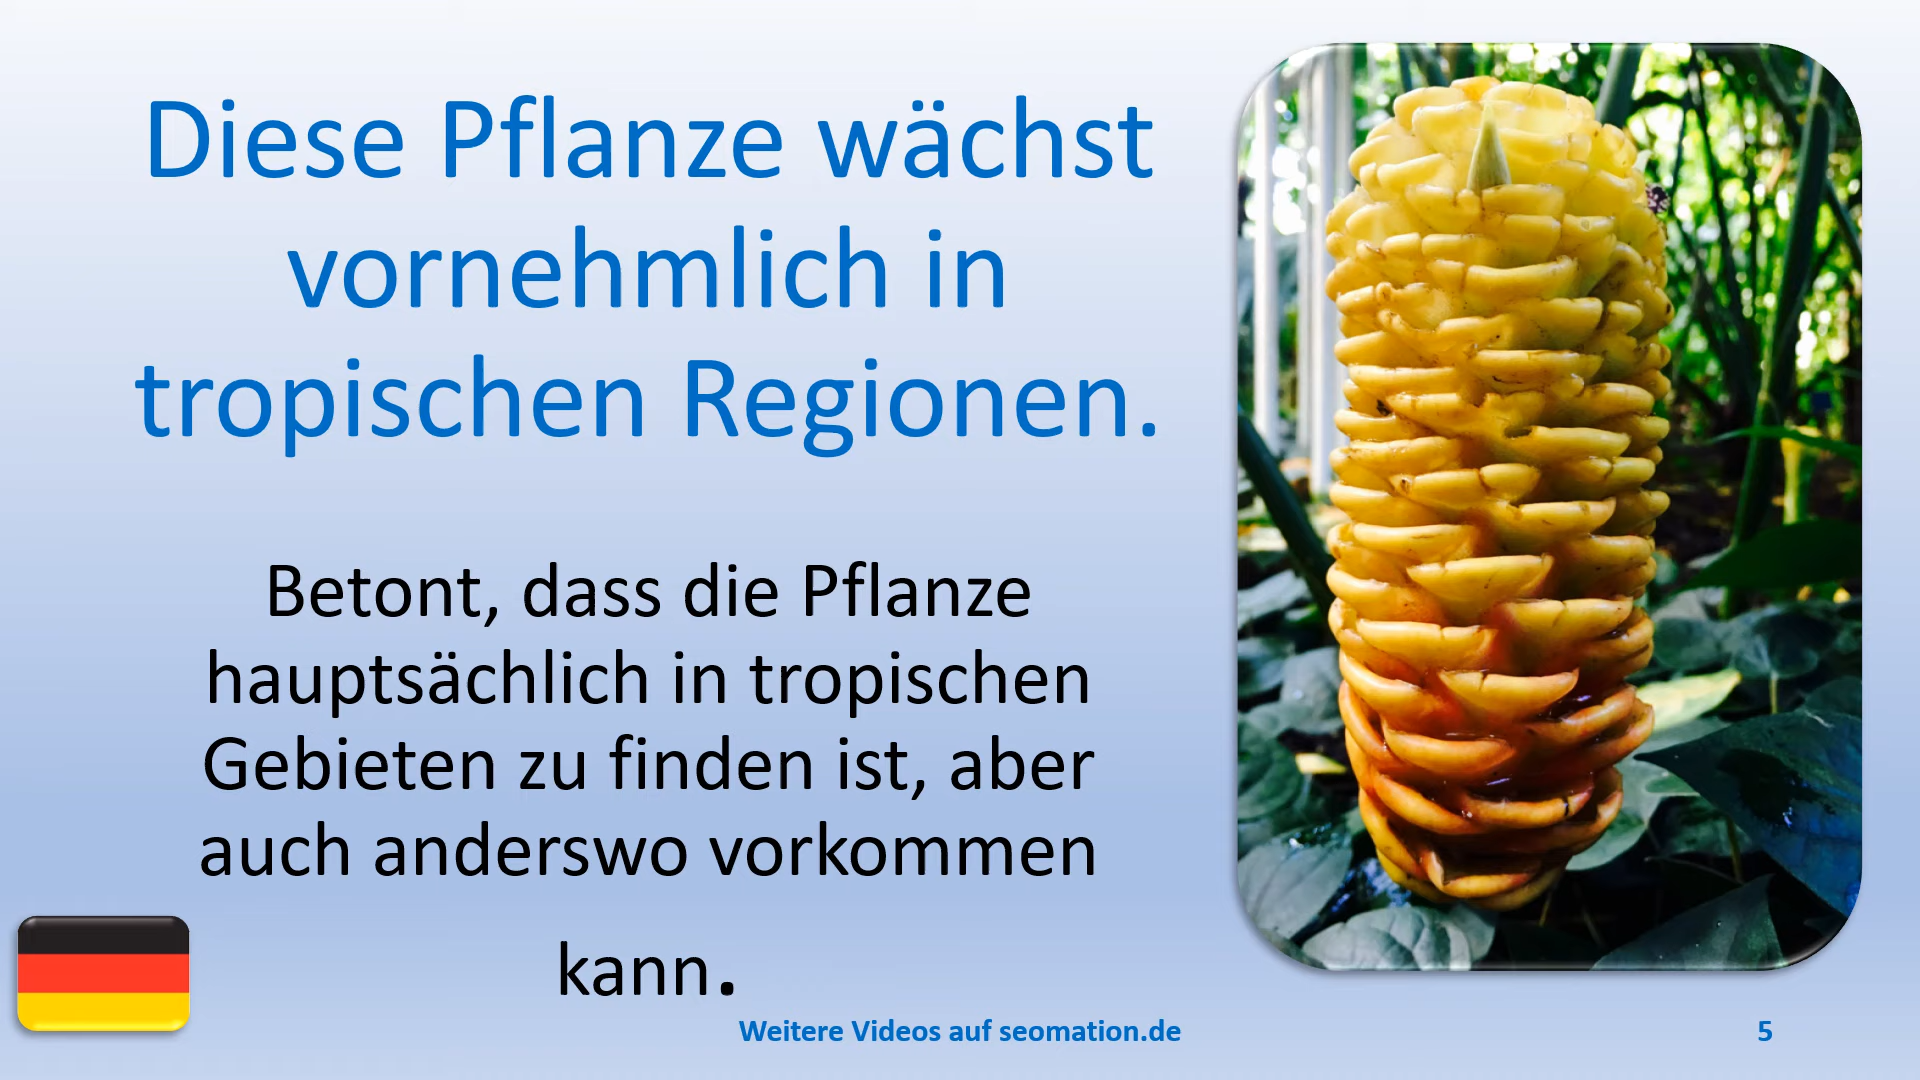 Diese Pflanze wächst
vornehmlich in
tropischen Regionen.
Betont, dass die Pflanze
hauptsächlich in tropischen
Gebieten zu finden ist, aber
auch anderswo vorkommen
kann.
Weitere Videos auf seomation.de
5